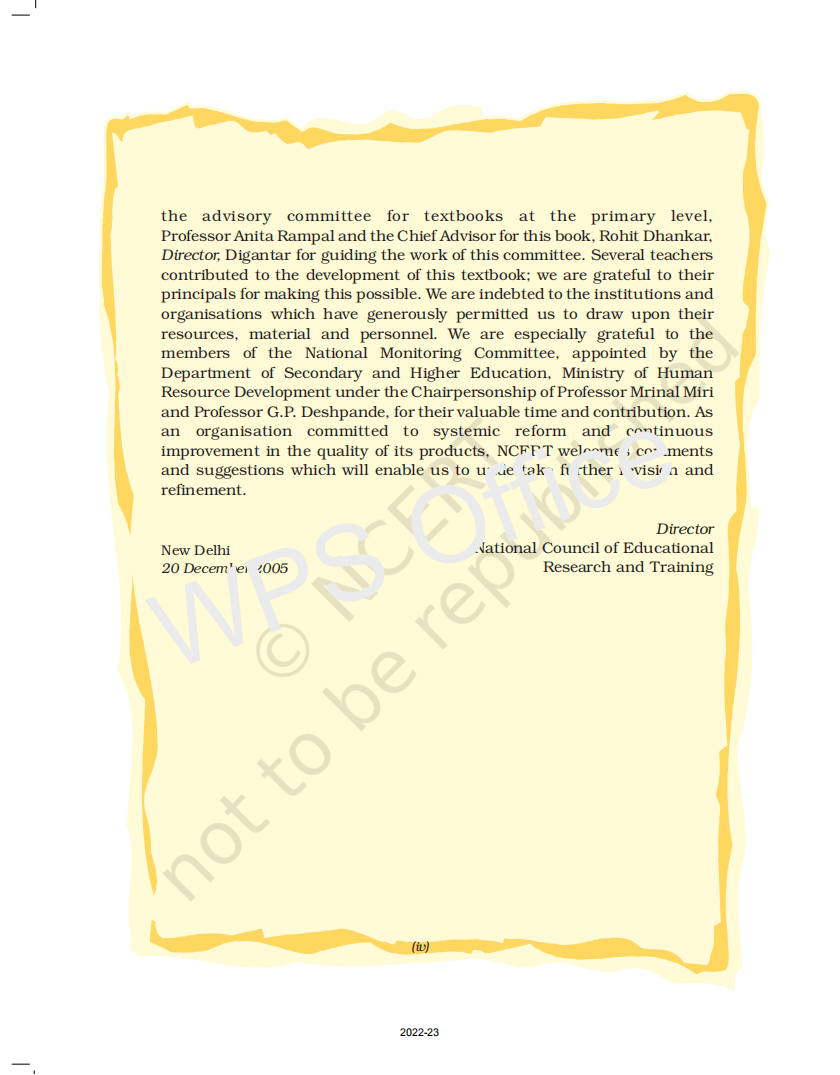 the advisory committee for textbooks at the primary level,
Professor Anita Rampal and the Chief Advisor for this book, Rohit Dhankar,
Director, Digantar for guiding the work of this committee. Several teachers
contributed to the development of this textbook; we are grateful to their
principals for making this possible. We are indebted to the institutions and
organisations which have generously permitted us to draw upon their
resources, material and personnel. We are especially grateful to the
members of the National Monitoring Committee, appointed by the
Department of Secondary and Higher Education, Ministry of Human
Resource Development under the Chairpersonship of Professor Mrinal Miri
and Professor G.P. Deshpande, for their valuable time and contribution. As
an organisation committed to systemic reform and continuous
improvement in the quality of its products, NCERT welcomes comments
and suggestions which will enable us to undertake further revision and
refinement.
Director
New Delhi
National Council of Educational
20 December 2005
Research and Training
© NCERT
not to be republished
WPS Office
(iv)
2022-23